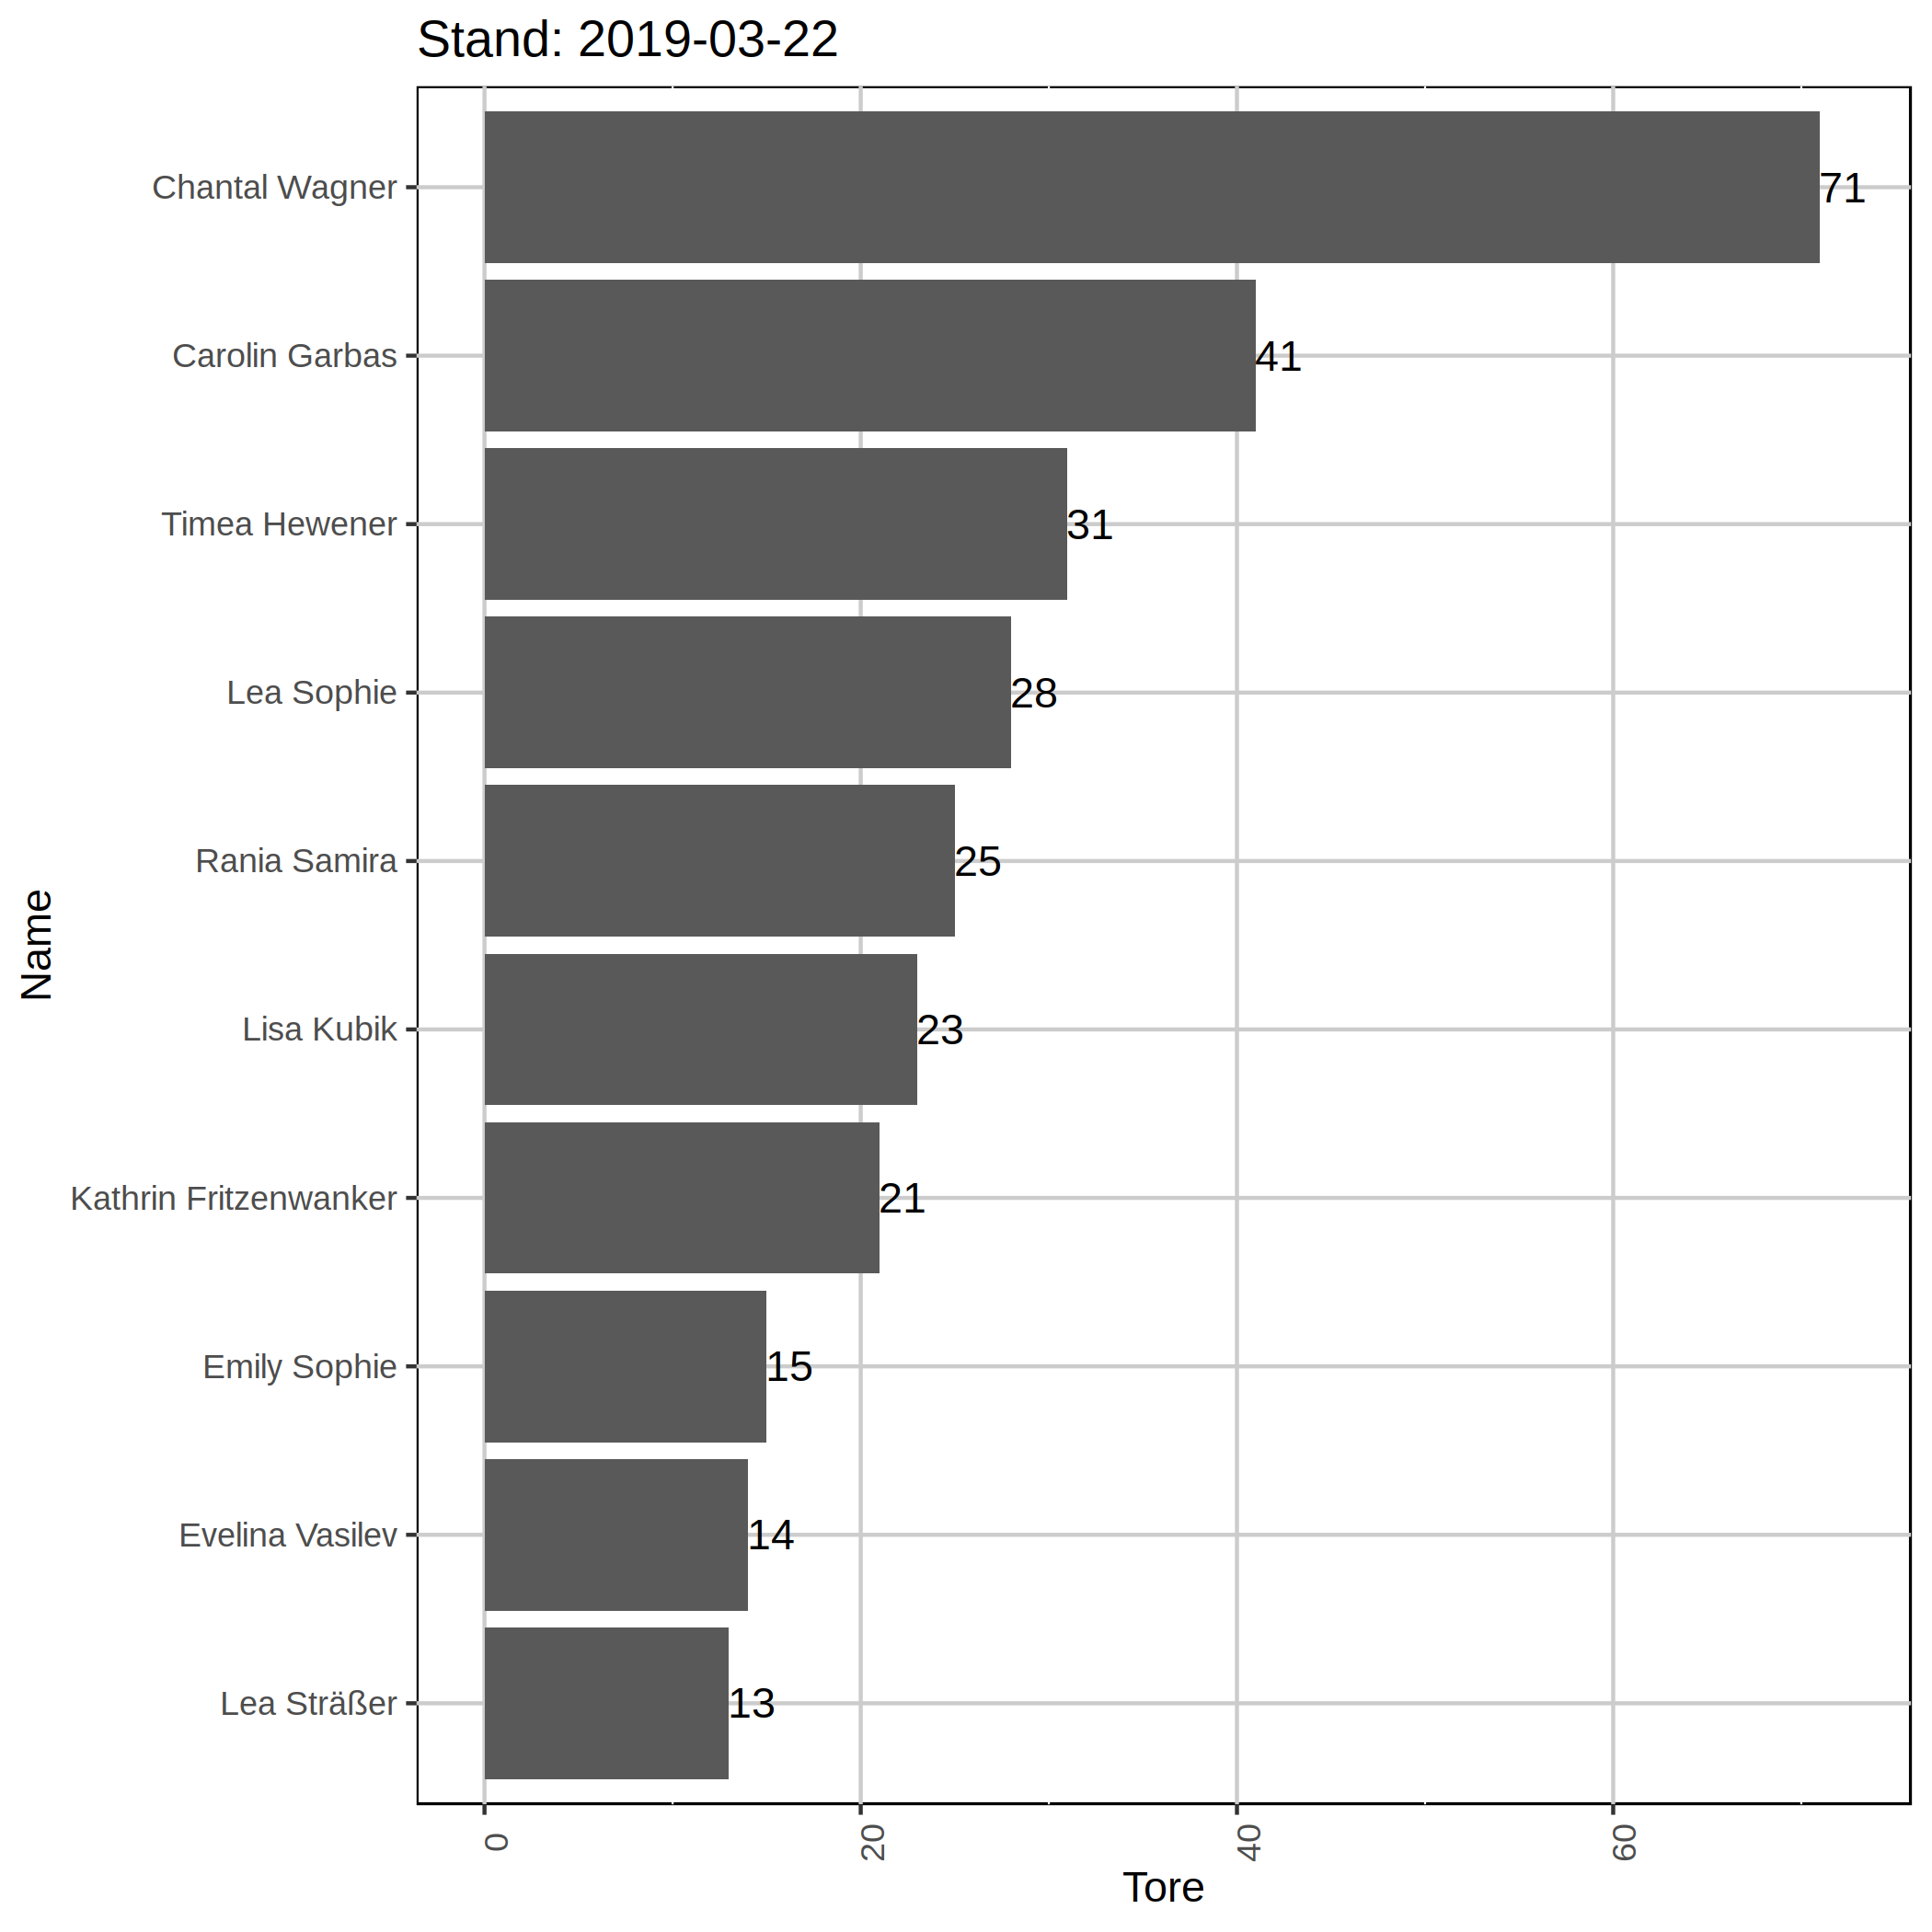 Stand: 2019-03-22
Chantal Wagner
71
Carolin Garbas
41
Timea Hewener
31
Lea Sophie
28
Rania Samira
25
Lisa Kubik
23
Kathrin Fritzenwanker
21
Emily Sophie
15
Evelina Vasilev
14
Lea Sträßer
13
Name
0
20
40
60
Tore